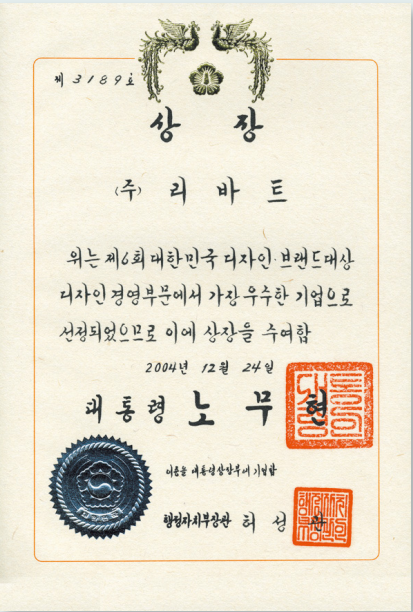 제 3189호
상 장
(주) 리 바 트
위는 제6회 대한민국 디자인·브랜드대상
디자인경영부문에서 가장 우수한 기업으로
선정되었으므로 이에 상장을 수여함
2004년 12월 24일
대통령 노 무 현
이증을 대통령상장부에 기입함
행정자치부장관 허 성 관